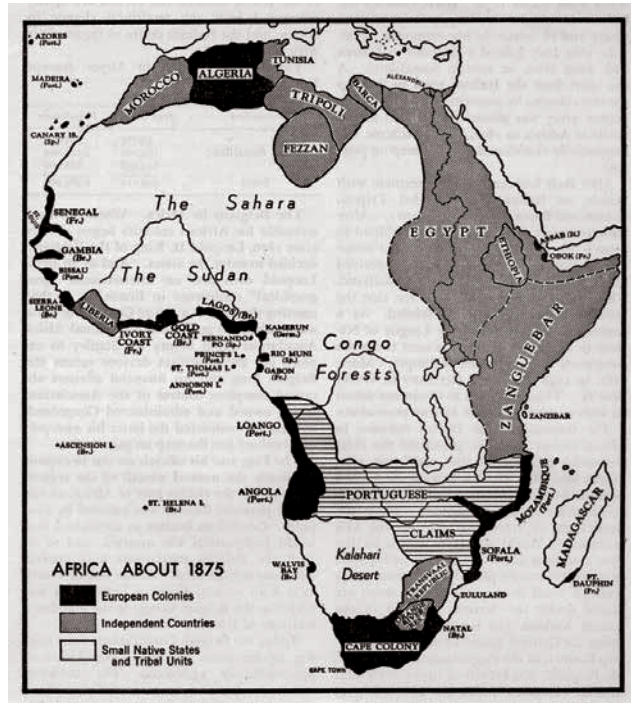 AZORES
(Port.)
MADEIRA
(Port.)
CANARY IS.
(Sp.)
MOROCCO
ALGERIA
TUNISIA
TRIPOLI
BARCA
FEZZAN
ALEXANDRIA
EGYPT
ETHIOPIA
ASSAB (It.)
OBOK (Fr.)
ZANGUEBAR
ZANZIBAR
The Sahara
The Sudan
ST. LOUIS
SENEGAL
(Fr.)
GAMBIA
(Br.)
BISSAU
(Port.)
SIERRA
LEONE (Br.)
LIBERIA
IVORY
COAST
(Fr.)
GOLD
COAST
(Br.)
LAGOS (Br.)
FERNANDO
PO (Sp.)
PRINCE'S I.
(Port.)
ST. THOMAS I.
(Port.)
ANNOBON I.
KAMERUN
(Germ.)
RIO MUNI
(Sp.)
GABON
(Fr.)
Congo
Forests
LOANGO
(Port.)
ASCENSION I.
(Br.)
ST. HELENA I.
(Br.)
ANGOLA
(Port.)
PORTUGUESE
CLAIMS
MOZAMBIQUE
(Port.)
MADAGASCAR
FT.
DAUPHIN
(Fr.)
SOFALA
(Port.)
WALVIS
BAY
(Br.)
Kalahari
Desert
TRANSVAAL
REPUBLIC
ZULULAND
NATAL
(Br.)
CAPE COLONY
CAPE TOWN
AFRICA ABOUT 1875
European Colonies
Independent Countries
Small Native States
and Tribal Units